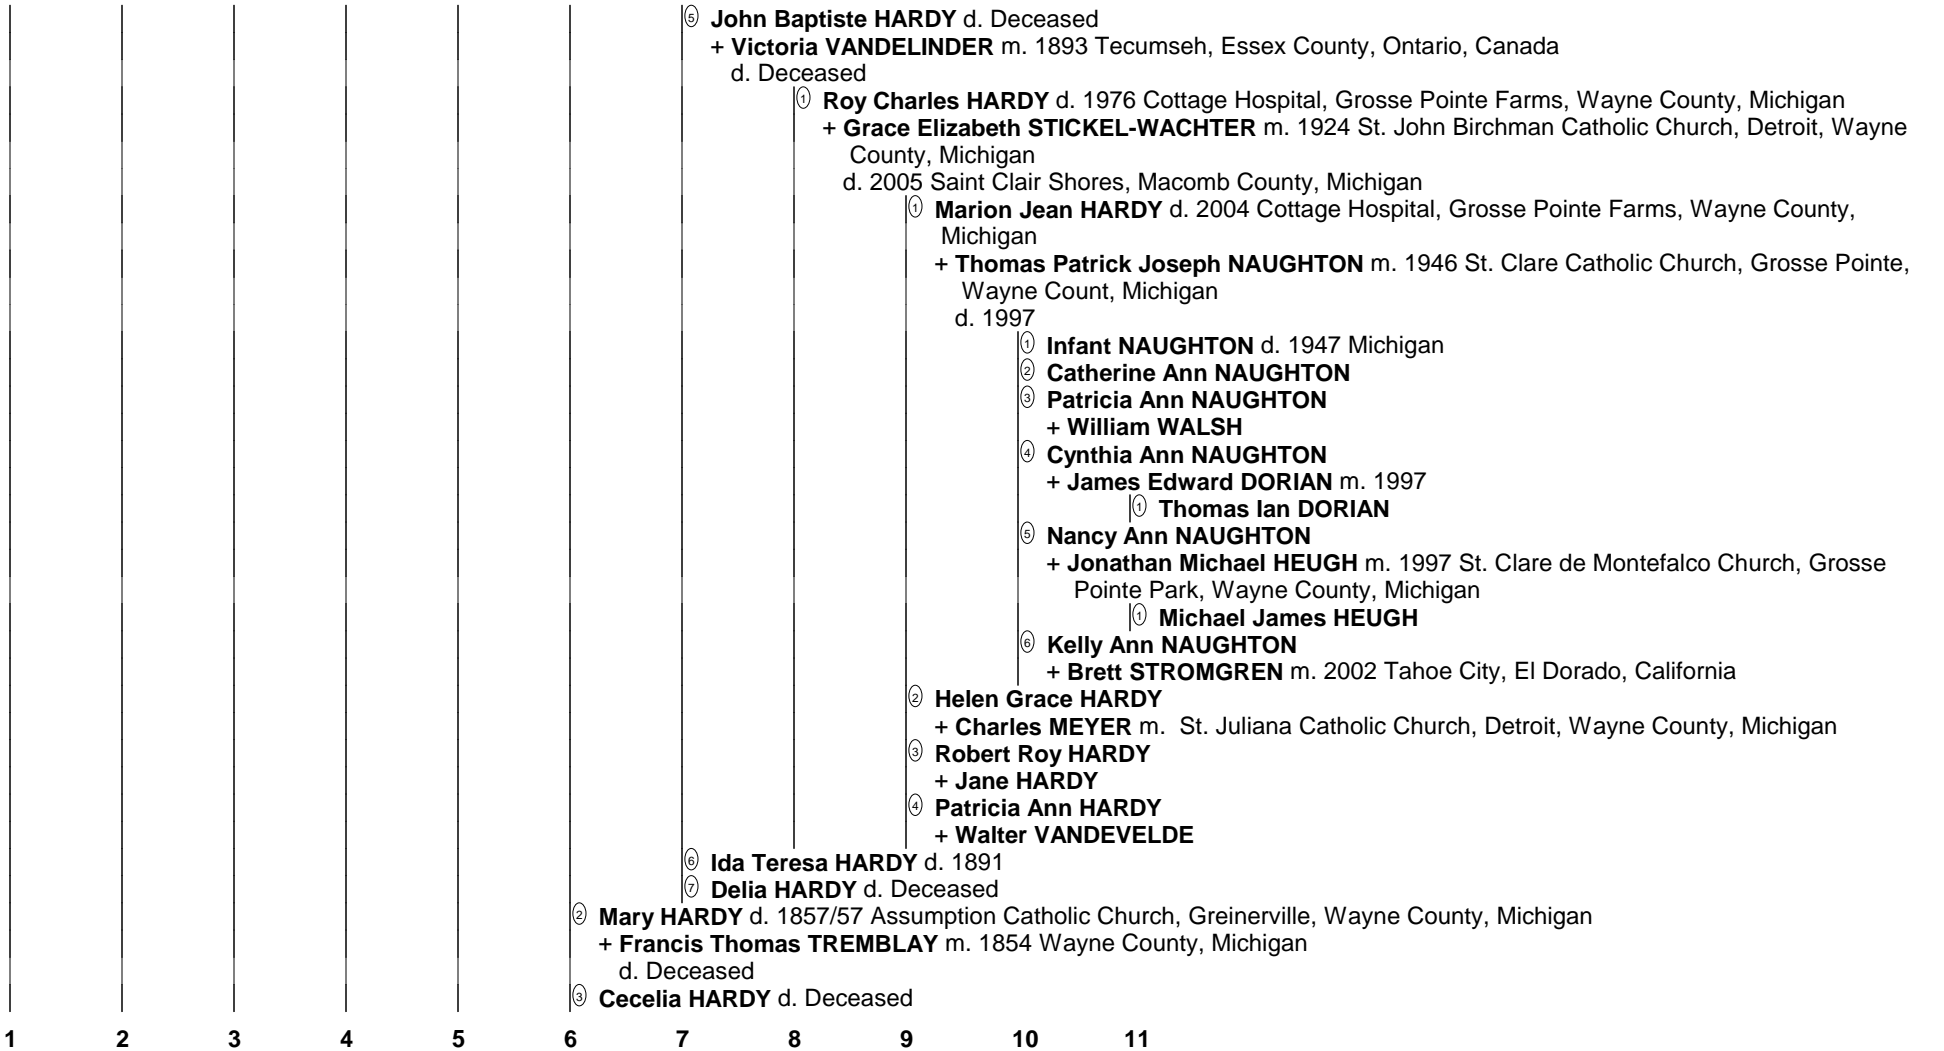 ⑤ John Baptiste HARDY d. Deceased
+ Victoria VANDELINDER m. 1893 Tecumseh, Essex County, Ontario, Canada
d. Deceased
① Roy Charles HARDY d. 1976 Cottage Hospital, Grosse Pointe Farms, Wayne County, Michigan
+ Grace Elizabeth STICKEL-WACHTER m. 1924 St. John Birchman Catholic Church, Detroit, Wayne
County, Michigan
d. 2005 Saint Clair Shores, Macomb County, Michigan
① Marion Jean HARDY d. 2004 Cottage Hospital, Grosse Pointe Farms, Wayne County,
Michigan
+ Thomas Patrick Joseph NAUGHTON m. 1946 St. Clare Catholic Church, Grosse Pointe,
Wayne Count, Michigan
d. 1997
① Infant NAUGHTON d. 1947 Michigan
② Catherine Ann NAUGHTON
③ Patricia Ann NAUGHTON
+ William WALSH
④ Cynthia Ann NAUGHTON
+ James Edward DORIAN m. 1997
① Thomas Ian DORIAN
⑤ Nancy Ann NAUGHTON
+ Jonathan Michael HEUGH m. 1997 St. Clare de Montefalco Church, Grosse
Pointe Park, Wayne County, Michigan
① Michael James HEUGH
⑥ Kelly Ann NAUGHTON
+ Brett STROMGREN m. 2002 Tahoe City, El Dorado, California
② Helen Grace HARDY
+ Charles MEYER m.  St. Juliana Catholic Church, Detroit, Wayne County, Michigan
③ Robert Roy HARDY
+ Jane HARDY
④ Patricia Ann HARDY
+ Walter VANDEVELDE
⑥ Ida Teresa HARDY d. 1891
⑦ Delia HARDY d. Deceased
② Mary HARDY d. 1857/57 Assumption Catholic Church, Greinerville, Wayne County, Michigan
+ Francis Thomas TREMBLAY m. 1854 Wayne County, Michigan
d. Deceased
③ Cecelia HARDY d. Deceased
1 2 3 4 5 6 7 8 9 10 11